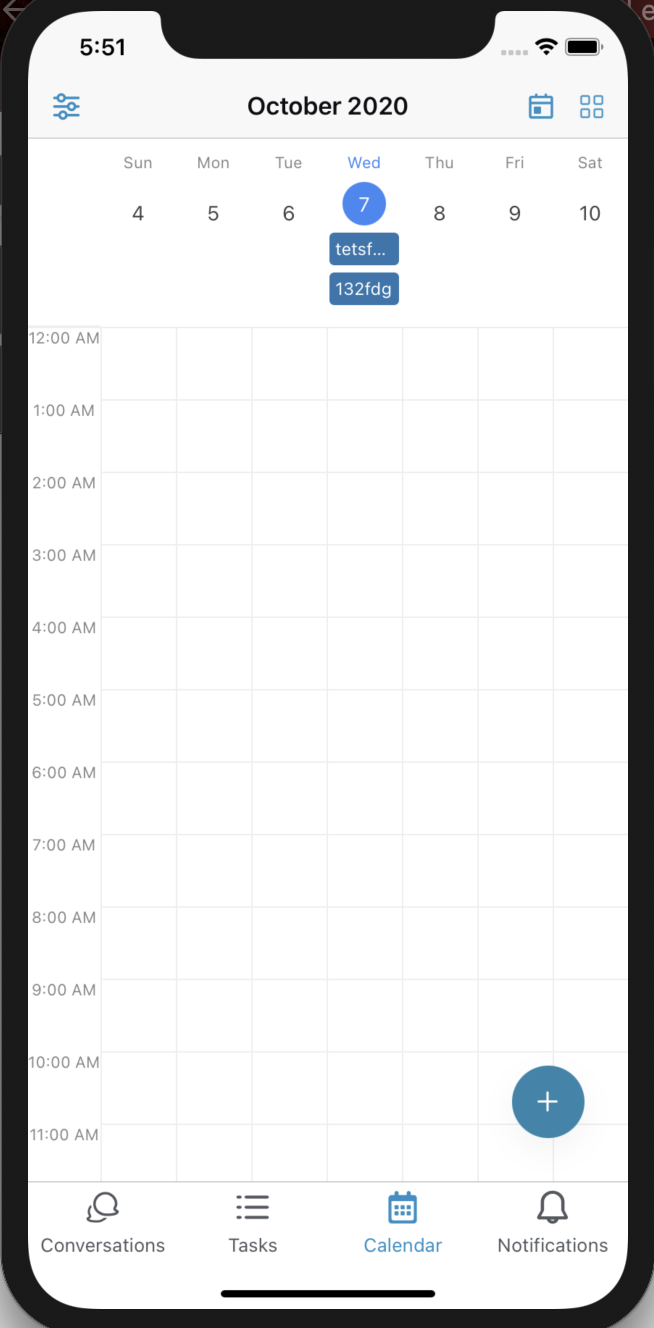 5:51
October 2020
Sun Mon Tue Wed Thu Fri Sat
4 5 6 7 8 9 10
tetsf...
132fdg
12:00 AM
1:00 AM
2:00 AM
3:00 AM
4:00 AM
5:00 AM
6:00 AM
7:00 AM
8:00 AM
9:00 AM
10:00 AM
11:00 AM
Conversations Tasks Calendar Notifications